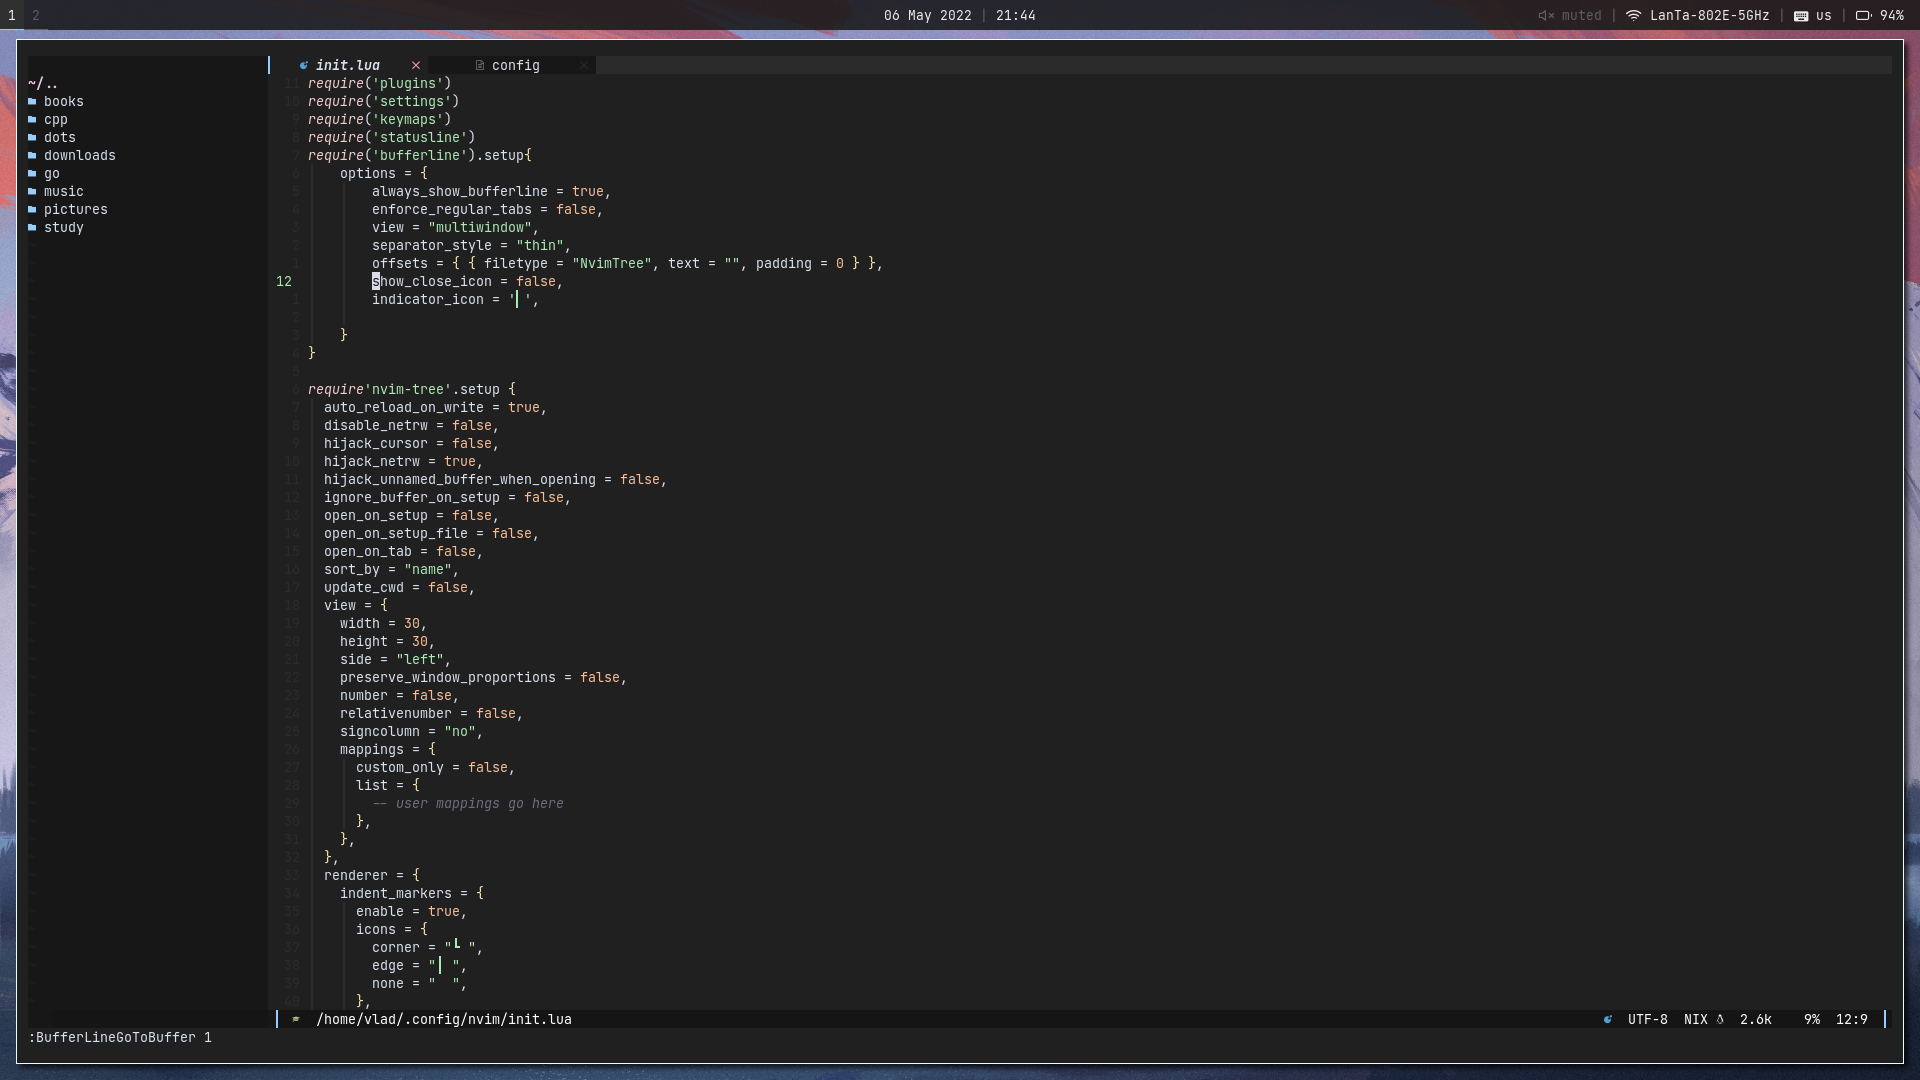 1 2 06 May 2022 | 21:44 muted | LanTa-802E-5GHz | us | 94%
init.lua × config ×
~/..
books
cpp
dots
downloads
go
music
pictures
study
11 require('plugins')
10 require('settings')
9 require('keymaps')
8 require('statusline')
7 require('bufferline').setup{
6 options = {
5 always_show_bufferline = true,
4 enforce_regular_tabs = false,
3 view = "multiwindow",
2 separator_style = "thin",
1 offsets = { { filetype = "NvimTree", text = "", padding = 0 } },
12 show_close_icon = false,
1 indicator_icon = '▎',
2
3 }
4 }
5
6 require'nvim-tree'.setup {
7 auto_reload_on_write = true,
8 disable_netrw = false,
9 hijack_cursor = false,
10 hijack_netrw = true,
11 hijack_unnamed_buffer_when_opening = false,
12 ignore_buffer_on_setup = false,
13 open_on_setup = false,
14 open_on_setup_file = false,
15 open_on_tab = false,
16 sort_by = "name",
17 update_cwd = false,
18 view = {
19 width = 30,
20 height = 30,
21 side = "left",
22 preserve_window_proportions = false,
23 number = false,
24 relativenumber = false,
25 signcolumn = "no",
26 mappings = {
27 custom_only = false,
28 list = {
29 -- user mappings go here
30 },
31 },
32 },
33 renderer = {
34 indent_markers = {
35 enable = true,
36 icons = {
37 corner = "┗ ",
38 edge = "┃ ",
39 none = "  ",
40 },
/home/vlad/.config/nvim/init.lua UTF-8 NIX 2.6k 9% 12:9
:BufferLineGoToBuffer 1